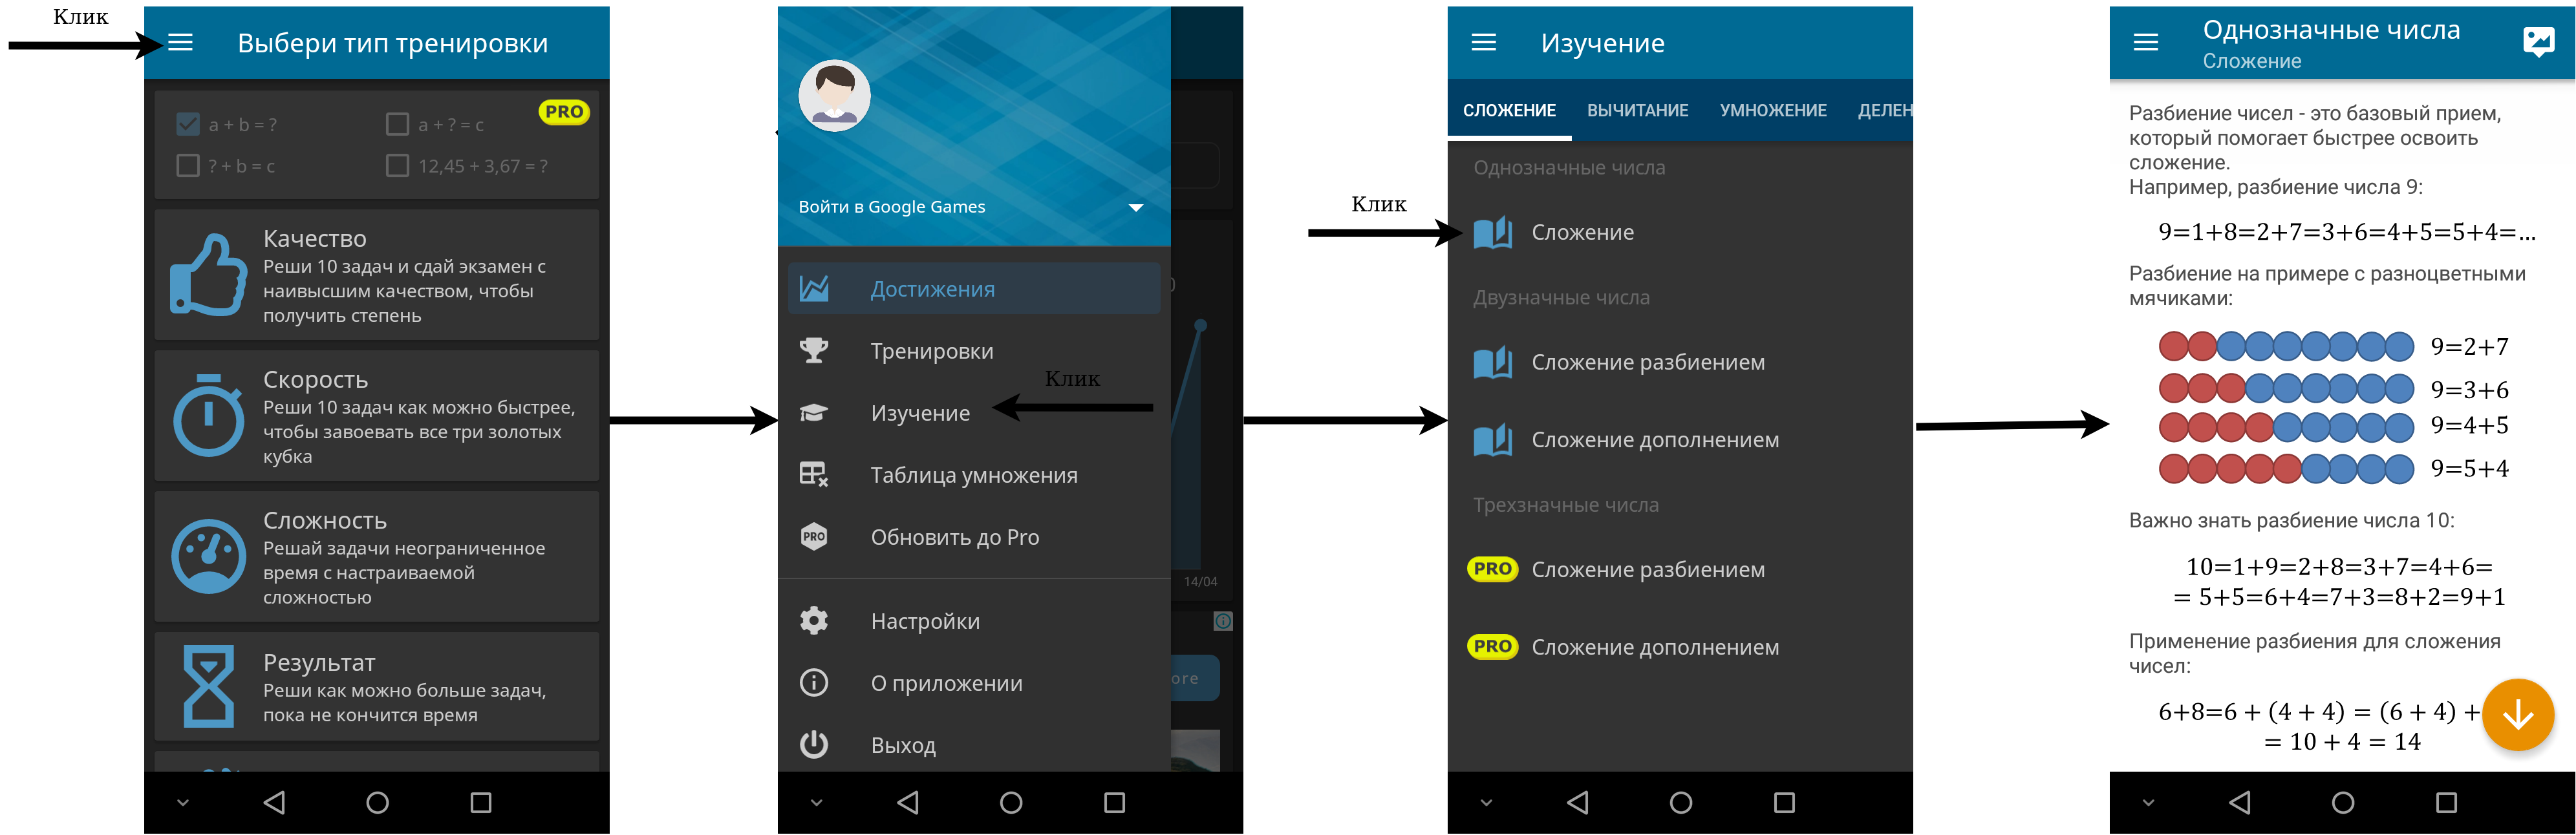 Клик
Выбери тип тренировки
a + b = ?
a + ? = c
PRO
? + b = c
12,45 + 3,67 = ?
Качество
Реши 10 задач и сдай экзамен с
наивысшим качеством, чтобы
получить степень
Скорость
Реши 10 задач как можно быстрее,
чтобы завоевать все три золотых
кубка
Сложность
Решай задачи неограниченное
время с настраиваемой
сложностью
Результат
Реши как можно больше задач,
пока не кончится время
Войти в Google Games
Достижения
Тренировки
Клик
Изучение
Таблица умножения
PRO
Обновить до Pro
14/04
Настройки
О приложении
ore
Выход
Изучение
СЛОЖЕНИЕ
ВЫЧИТАНИЕ
УМНОЖЕНИЕ
ДЕЛЕН
Однозначные числа
Клик
Сложение
Двузначные числа
Сложение разбиением
Сложение дополнением
Трехзначные числа
PRO
Сложение разбиением
PRO
Сложение дополнением
Однозначные числа
Сложение
Разбиение чисел - это базовый прием,
который помогает быстрее освоить
сложение.
Например, разбиение числа 9:
9=1+8=2+7=3+6=4+5=5+4=...
Разбиение на примере с разноцветными
мячиками:
9=2+7
9=3+6
9=4+5
9=5+4
Важно знать разбиение числа 10:
10=1+9=2+8=3+7=4+6=
= 5+5=6+4=7+3=8+2=9+1
Применение разбиения для сложения
чисел:
6+8=6 + (4 + 4) = (6 + 4) +
= 10 + 4 = 14